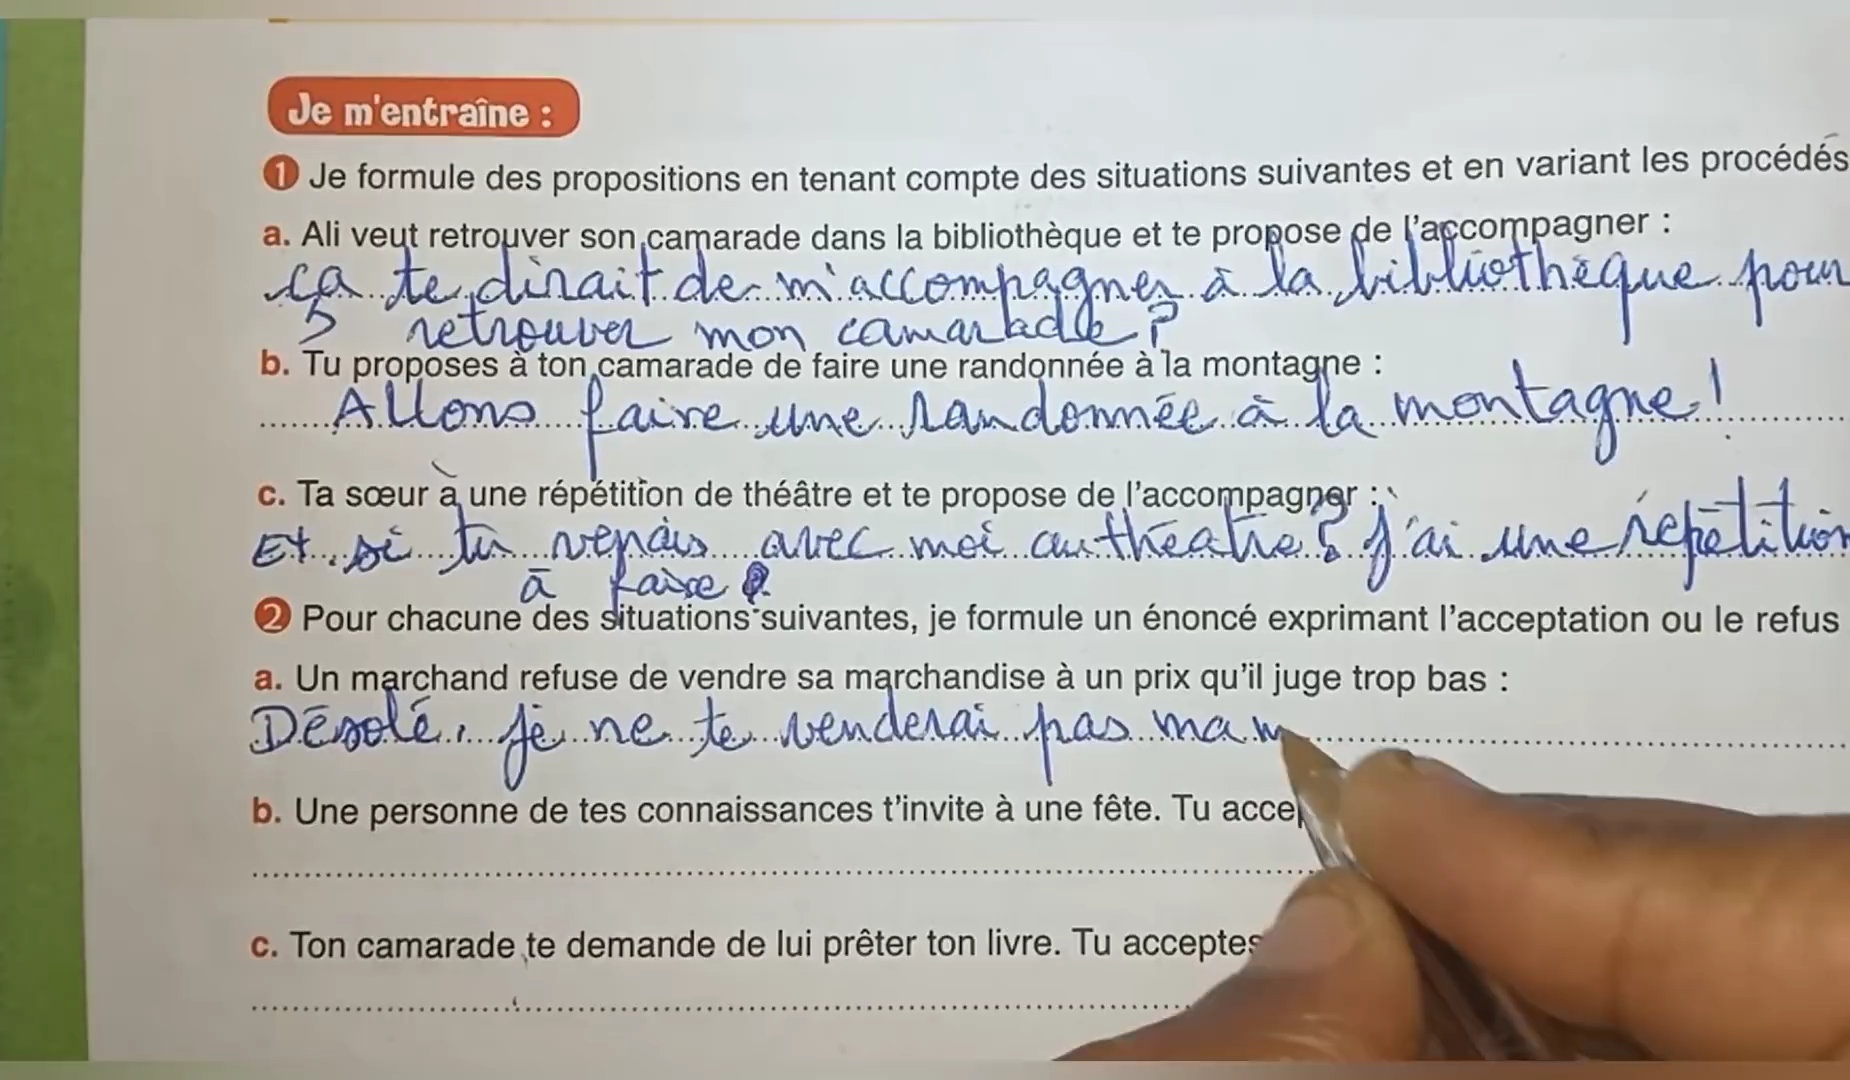 Je m'entraîne :
1 Je formule des propositions en tenant compte des situations suivantes et en variant les procédés
a. Ali veut retrouver son camarade dans la bibliothèque et te propose de l'accompagner :
ça te dirait de m'accompagner à la bibliothèque pour
retrouver mon camarade ?
b. Tu proposes à ton camarade de faire une randonnée à la montagne :
Allons faire une randonnée à la montagne !
c. Ta sœur à une répétition de théâtre et te propose de l'accompagner :
Et si tu venais avec moi au théatre ? J'ai une répétition
à faire
2 Pour chacune des situations suivantes, je formule un énoncé exprimant l'acceptation ou le refus
a. Un marchand refuse de vendre sa marchandise à un prix qu'il juge trop bas :
Désolé, je ne te venderai pas ma
b. Une personne de tes connaissances t'invite à une fête. Tu acce
c. Ton camarade te demande de lui prêter ton livre. Tu acceptes